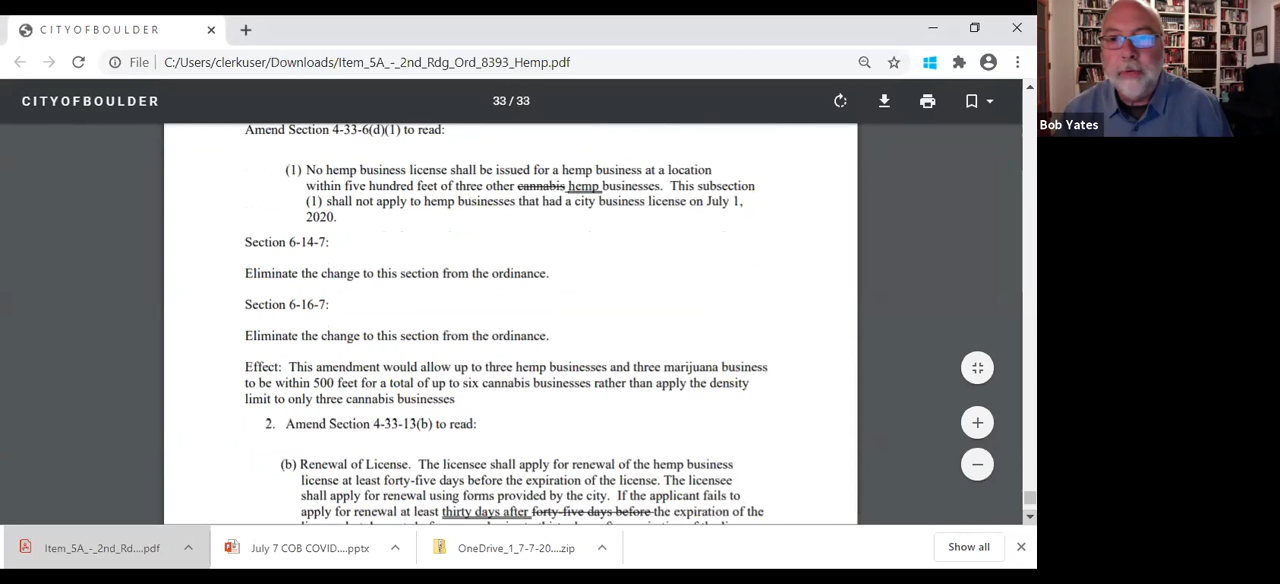 CITYOFBOULDER
File | C:/Users/clerkuser/Downloads/Item_5A_-_2nd_Rdg_Ord_8393_Hemp.pdf
CITYOFBOULDER
33 / 33
Bob Yates
Amend Section 4-33-6(d)(1) to read:
(1) No hemp business license shall be issued for a hemp business at a location
within five hundred feet of three other cannabis hemp businesses. This subsection
(1) shall not apply to hemp businesses that had a city business license on July 1,
2020.
Section 6-14-7:
Eliminate the change to this section from the ordinance.
Section 6-16-7:
Eliminate the change to this section from the ordinance.
Effect: This amendment would allow up to three hemp businesses and three marijuana business
to be within 500 feet for a total of up to six cannabis businesses rather than apply the density
limit to only three cannabis businesses
2. Amend Section 4-33-13(b) to read:
(b) Renewal of License. The licensee shall apply for renewal of the hemp business
license at least forty-five days before the expiration of the license. The licensee
shall apply for renewal using forms provided by the city. If the applicant fails to
apply for renewal at least thirty days after forty-five days before the expiration of the
Item_5A_-_2nd_Rd....pdf
July 7 COB COVID....pptx
OneDrive_1_7-7-20....zip
Show all